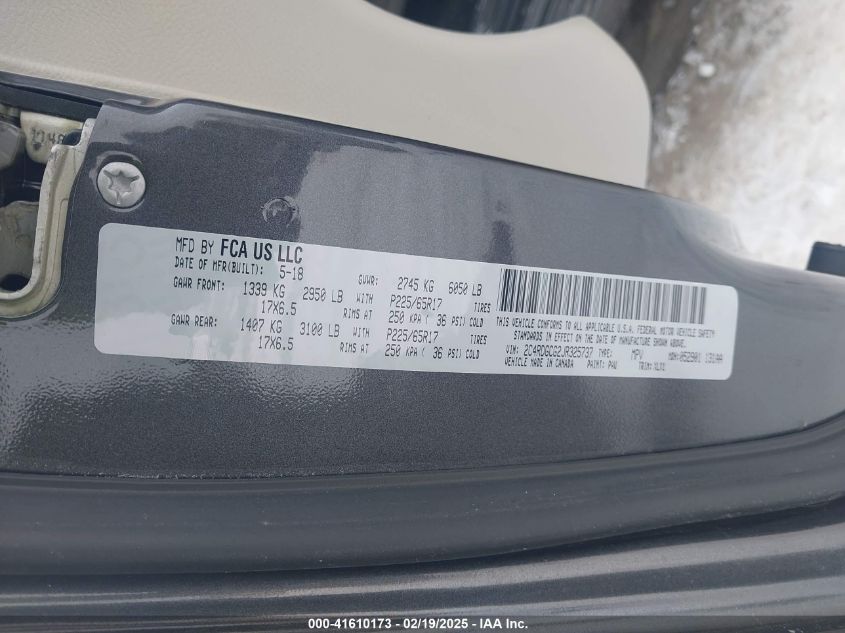 MFD BY FCA US LLC
DATE OF MFR(BUILT): 5-18 GVWR: 2745 KG 6050 LB
GAWR FRONT: 1339 KG 2950 LB WITH P225/65R17 TIRES
17X6.5 RIMS AT 250 KPA ( 36 PSI) COLD
GAWR REAR: 1407 KG 3100 LB WITH P225/65R17 TIRES
17X6.5 RIMS AT 250 KPA ( 36 PSI) COLD
THIS VEHICLE CONFORMS TO ALL APPLICABLE U.S.A. FEDERAL MOTOR VEHICLE SAFETY
STANDARDS IN EFFECT ON THE DATE OF MANUFACTURE SHOWN ABOVE.
VIN: 2C4RDGCG2JR325737 TYPE: MPV MDH: 052901 131AA
VEHICLE MADE IN CANADA PAINT: PAU TRIM:
000-41610173 - 02/19/2025 - IAA Inc.